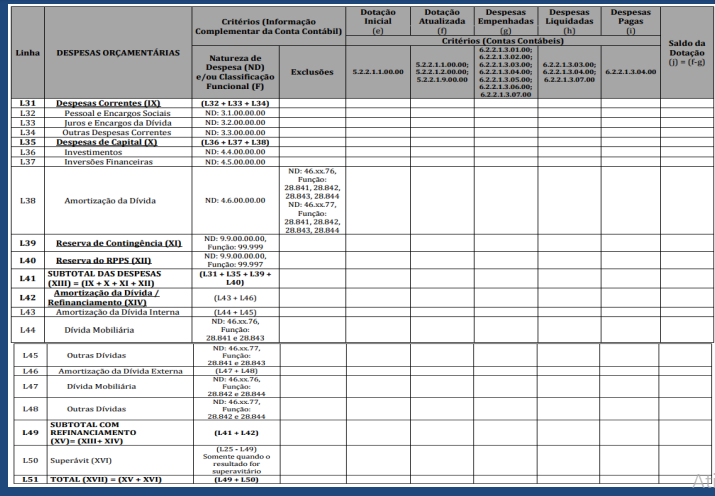 Linha
DESPESAS ORÇAMENTÁRIAS
Critérios (Informação
Complementar da Conta Contábil)
Natureza de
Despesa (ND)
e/ou Classificação
Funcional (F)
Exclusões
Dotação
Inicial
(e)
Dotação
Atualizada
(f)
Despesas
Empenhadas
(g)
Despesas
Liquidadas
(h)
Despesas
Pagas
(i)
Saldo da
Dotação
(j) = (f-g)
Critérios (Contas Contábeis)
5.2.2.1.1.00.00
5.2.2.1.1.00.00;
5.2.2.1.2.00.00;
5.2.2.1.9.00.00
6.2.2.1.3.01.00;
6.2.2.1.3.02.00;
6.2.2.1.3.03.00;
6.2.2.1.3.04.00;
6.2.2.1.3.05.00;
6.2.2.1.3.06.00;
6.2.2.1.3.07.00
6.2.2.1.3.03.00;
6.2.2.1.3.04.00;
6.2.2.1.3.07.00
6.2.2.1.3.04.00
L31 Despesas Correntes (IX) (L32 + L33 + L34)
L32 Pessoal e Encargos Sociais ND: 3.1.00.00.00
L33 Juros e Encargos da Dívida ND: 3.2.00.00.00
L34 Outras Despesas Correntes ND: 3.3.00.00.00
L35 Despesas de Capital (X) (L36 + L37 + L38)
L36 Investimentos ND: 4.4.00.00.00
L37 Inversões Financeiras ND: 4.5.00.00.00
L38 Amortização da Dívida ND: 4.6.00.00.00
ND: 46.xx.76,
Função:
28.841, 28.842,
28.843, 28.844
ND: 46.xx.77,
Função:
28.841, 28.842,
28.843, 28.844
L39 Reserva de Contingência (XI)
ND: 9.9.00.00.00,
Função: 99.999
L40 Reserva do RPPS (XII)
ND: 9.9.00.00.00,
Função: 99.997
L41
SUBTOTAL DAS DESPESAS
(XIII) = (IX + X + XI + XII)
(L31 + L35 + L39 +
L40)
L42
Amortização da Dívida /
Refinanciamento (XIV)
(L43 + L46)
L43 Amortização da Dívida Interna (L44 + L45)
L44 Dívida Mobiliária
ND: 46.xx.76,
Função:
28.841 e 28.843
L45 Outras Dívidas
ND: 46.xx.77,
Função:
28.841 e 28.843
L46 Amortização da Dívida Externa (L47 + L48)
L47 Dívida Mobiliária
ND: 46.xx.76,
Função:
28.842 e 28.844
L48 Outras Dívidas
ND: 46.xx.77,
Função:
28.842 e 28.844
L49
SUBTOTAL COM
REFINANCIAMENTO
(XV)= (XIII+ XIV)
(L41 + L42)
L50 Superávit (XVI)
(L25 - L49)
Somente quando o
resultado for
superavitário
L51 TOTAL (XVII) = (XV + XVI) (L49 + L50)